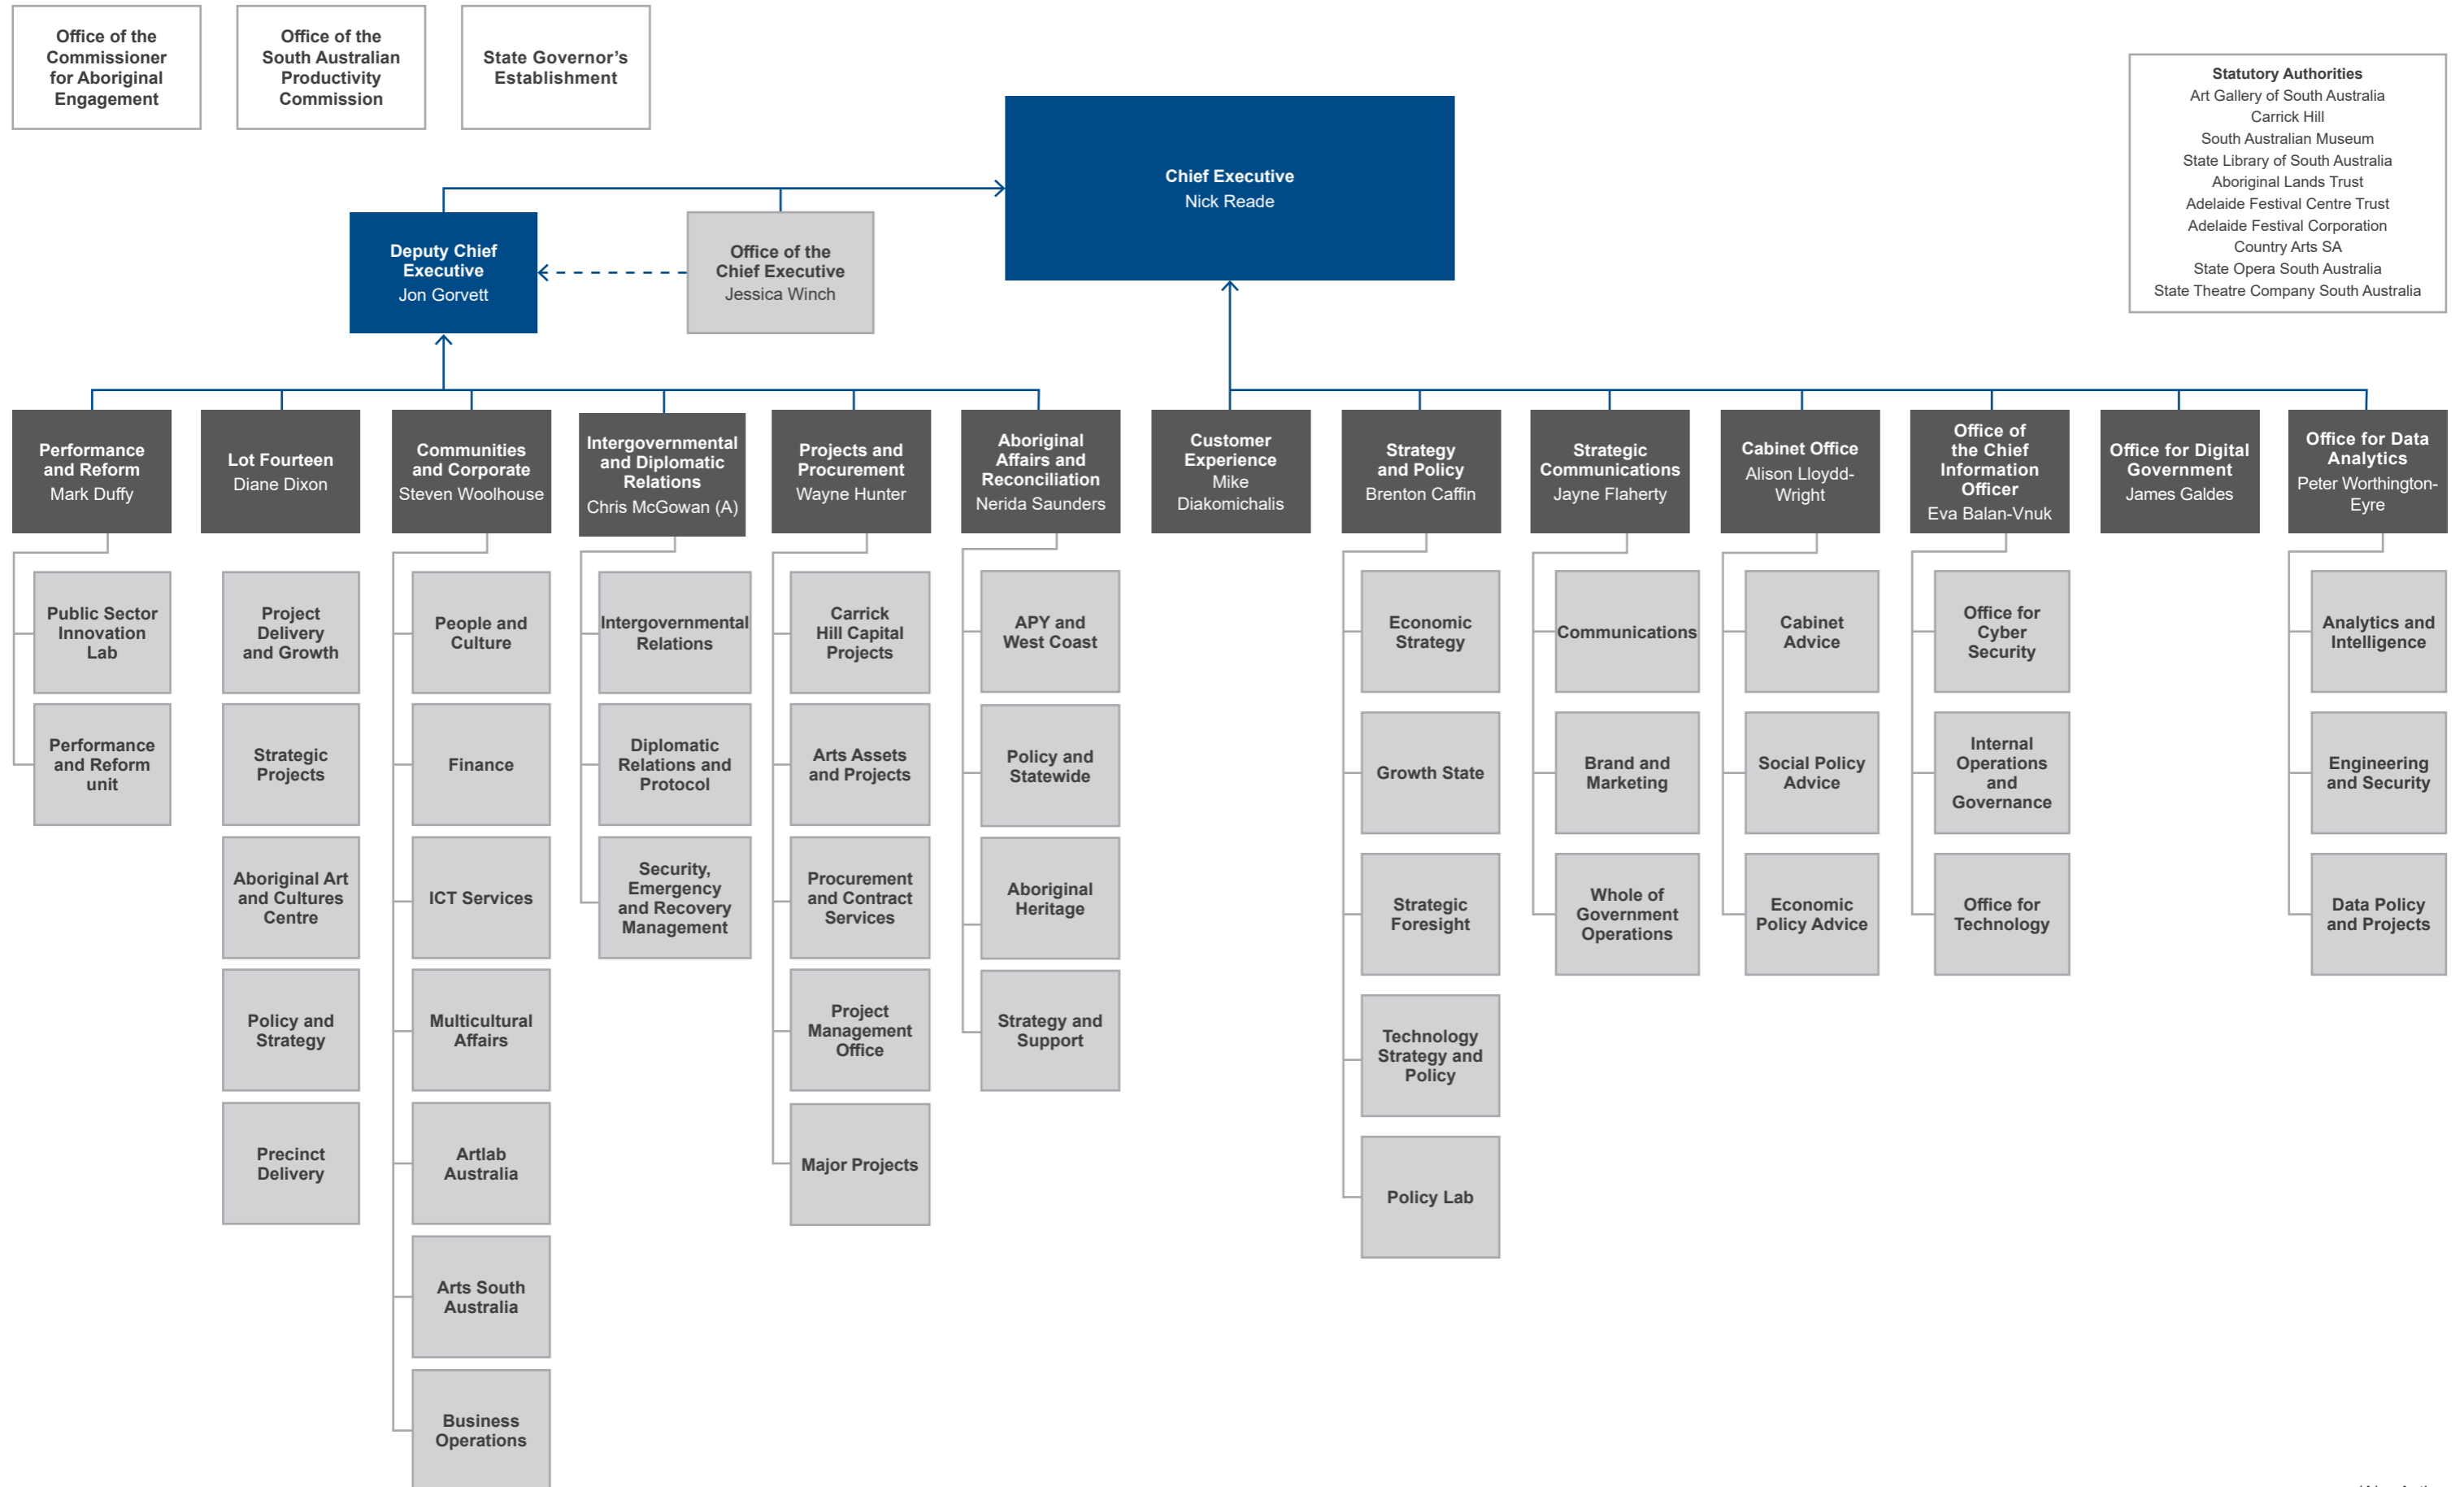 Office of the
Commissioner
for Aboriginal
Engagement
Office of the
South Australian
Productivity
Commission
State Governor’s
Establishment
Statutory Authorities
Art Gallery of South Australia
Carrick Hill
South Australian Museum
State Library of South Australia
Aboriginal Lands Trust
Adelaide Festival Centre Trust
Adelaide Festival Corporation
Country Arts SA
State Opera South Australia
State Theatre Company South Australia
Chief Executive
Nick Reade
Deputy Chief
Executive
Jon Gorvett
Office of the
Chief Executive
Jessica Winch
Performance
and Reform
Mark Duffy
Lot Fourteen
Diane Dixon
Communities
and Corporate
Steven Woolhouse
Intergovernmental
and Diplomatic
Relations
Chris McGowan (A)
Projects and
Procurement
Wayne Hunter
Aboriginal
Affairs and
Reconciliation
Nerida Saunders
Customer
Experience
Mike
Diakomichalis
Strategy
and Policy
Brenton Caffin
Strategic
Communications
Jayne Flaherty
Cabinet Office
Alison Lloydd-
Wright
Office of
the Chief
Information
Officer
Eva Balan-Vnuk
Office for Digital
Government
James Galdes
Office for Data
Analytics
Peter Worthington-
Eyre
Public Sector
Innovation
Lab
Performance
and Reform
unit
Project
Delivery
and Growth
Strategic
Projects
Aboriginal Art
and Cultures
Centre
Policy and
Strategy
Precinct
Delivery
People and
Culture
Finance
ICT Services
Multicultural
Affairs
Artlab
Australia
Arts South
Australia
Business
Operations
Intergovernmental
Relations
Diplomatic
Relations and
Protocol
Security,
Emergency
and Recovery
Management
Carrick
Hill Capital
Projects
Arts Assets
and Projects
Procurement
and Contract
Services
Project
Management
Office
Major Projects
APY and
West Coast
Policy and
Statewide
Aboriginal
Heritage
Strategy and
Support
Economic
Strategy
Growth State
Strategic
Foresight
Technology
Strategy and
Policy
Policy Lab
Communications
Brand and
Marketing
Whole of
Government
Operations
Cabinet
Advice
Social Policy
Advice
Economic
Policy Advice
Office for
Cyber
Security
Internal
Operations
and
Governance
Office for
Technology
Analytics and
Intelligence
Engineering
and Security
Data Policy
and Projects